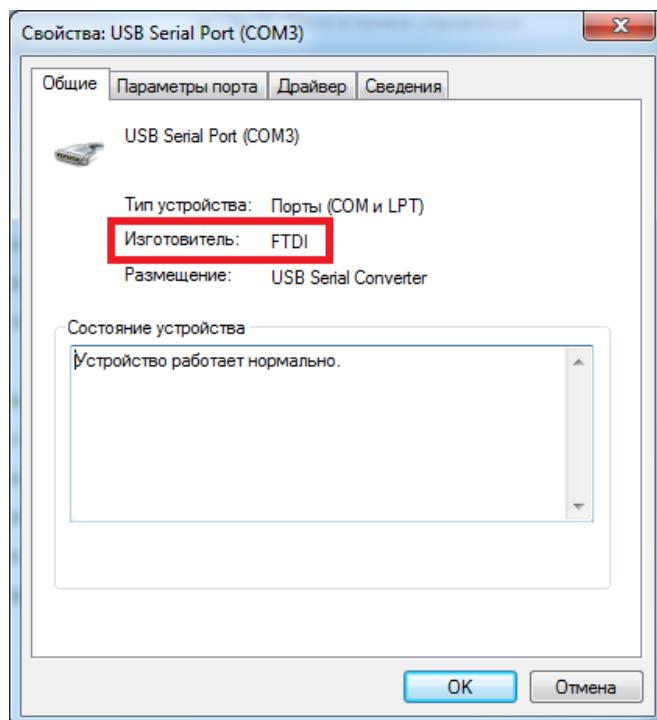 Свойства: USB Serial Port (COM3)
Общие Параметры порта Драйвер Сведения
USB Serial Port (COM3)
Тип устройства: Порты (COM и LPT)
Изготовитель: FTDI
Размещение: USB Serial Converter
Состояние устройства
Устройство работает нормально.
OK Отмена